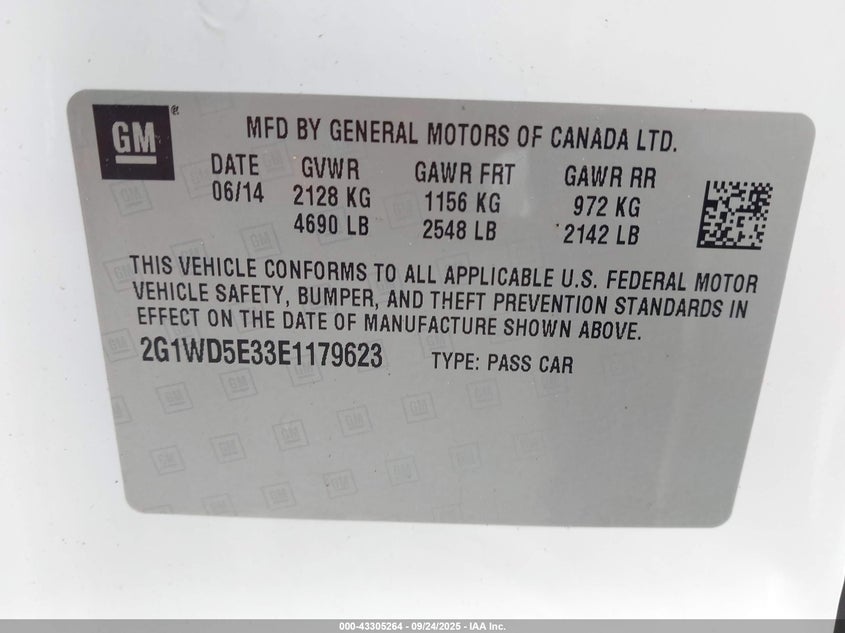 GM®
MFD BY GENERAL MOTORS OF CANADA LTD.
DATE GVWR GAWR FRT GAWR RR
06/14 2128 KG 1156 KG 972 KG
4690 LB 2548 LB 2142 LB
THIS VEHICLE CONFORMS TO ALL APPLICABLE U.S. FEDERAL MOTOR
VEHICLE SAFETY, BUMPER, AND THEFT PREVENTION STANDARDS IN
EFFECT ON THE DATE OF MANUFACTURE SHOWN ABOVE.
2G1WD5E33E1179623 TYPE: PASS CAR
000-43305264 - 09/24/2025 - IAA Inc.